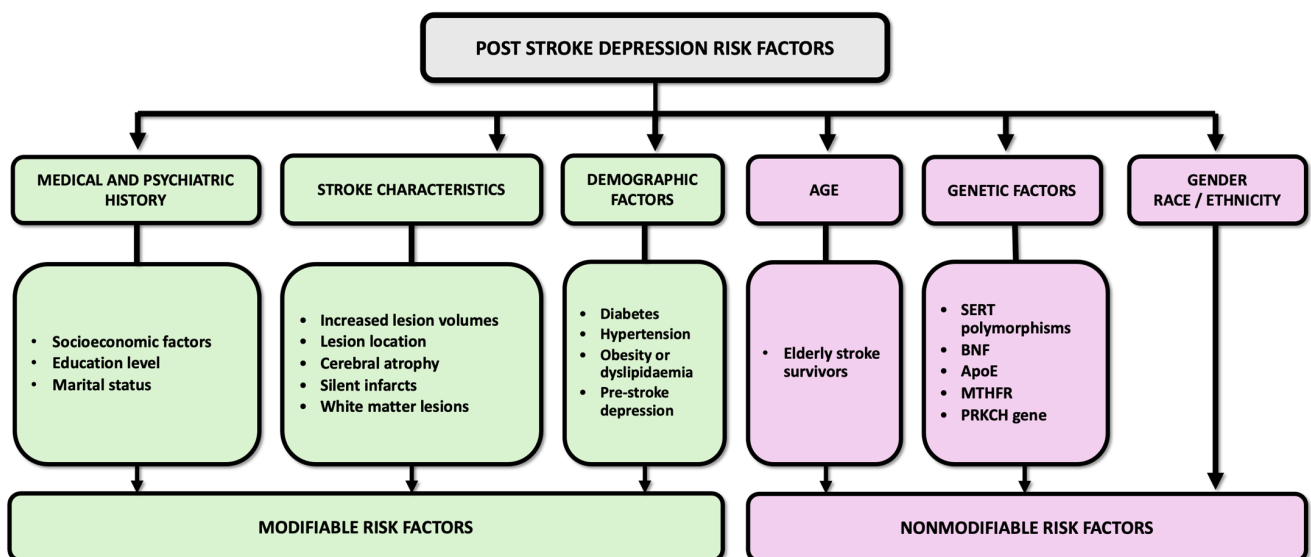 POST STROKE DEPRESSION RISK FACTORS
MEDICAL AND PSYCHIATRIC
HISTORY
STROKE CHARACTERISTICS
DEMOGRAPHIC
FACTORS
AGE
GENETIC FACTORS
GENDER
RACE / ETHNICITY
• Socioeconomic factors
• Education level
• Marital status
• Increased lesion volumes
• Lesion location
• Cerebral atrophy
• Silent infarcts
• White matter lesions
• Diabetes
• Hypertension
• Obesity or
dyslipidaemia
• Pre-stroke
depression
• Elderly stroke
survivors
• SERT
polymorphisms
• BNF
• ApoE
• MTHFR
• PRKCH gene
MODIFIABLE RISK FACTORS
NONMODIFIABLE RISK FACTORS